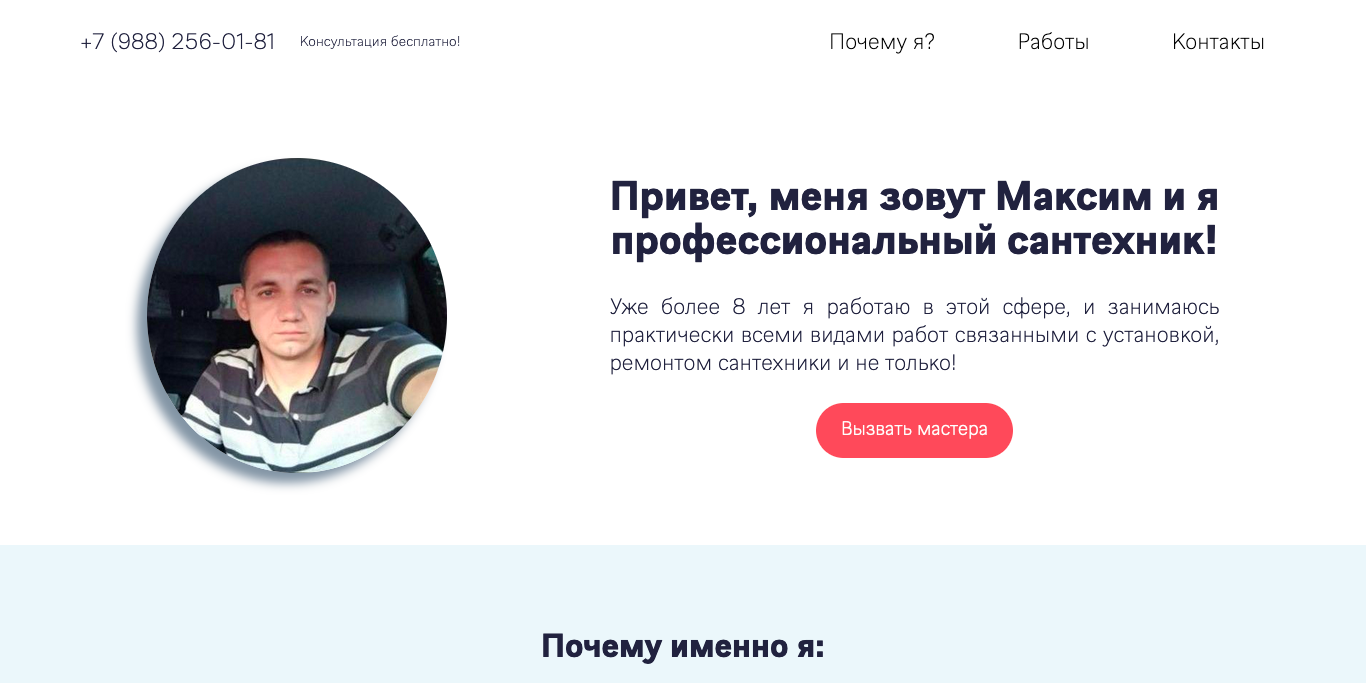 +7 (988) 256-01-81 Консультация бесплатно! Почему я? Работы Контакты
Привет, меня зовут Максим и я
профессиональный сантехник!
Уже более 8 лет я работаю в этой сфере, и занимаюсь
практически всеми видами работ связанными с установкой,
ремонтом сантехники и не только!
Вызвать мастера
Почему именно я: